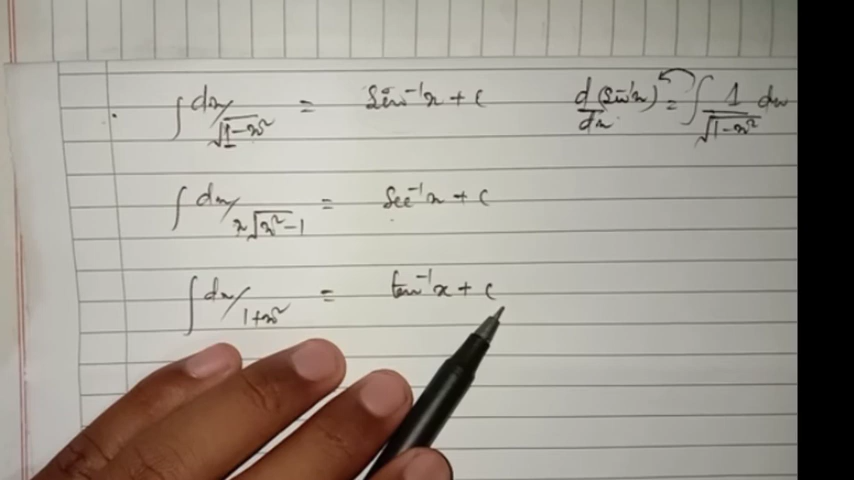 ∫ dx/√1-x² = Sin⁻¹x + C d/dx (Sin⁻¹x) = ∫ 1/√1-x² dx
∫ dx/x√x²-1 = Sec⁻¹x + C
∫ dx/1+x² = tan⁻¹x + C